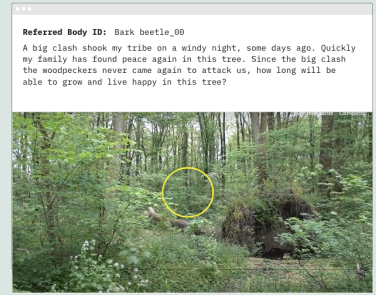 Referred Body ID: Bark beetle_00
A big clash shook my tribe on a windy night, some days ago. Quickly
my family has found peace again in this tree. Since the big clash
the woodpeckers never came again to attack us, how long will be
able to grow and live happy in this tree?